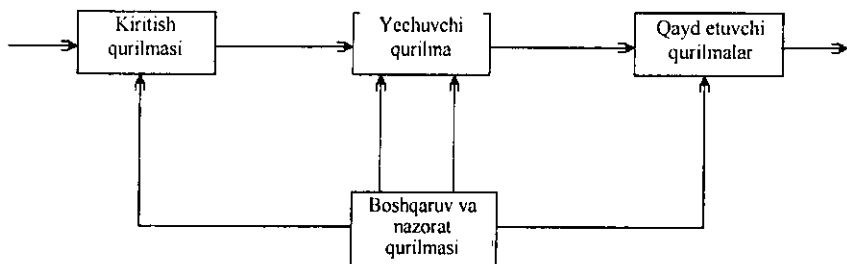 Kiritish
qurilmasi
Yechuvchi
qurilma
Qayd etuvchi
qurilmalar
Boshqaruv va
nazorat
qurilmasi